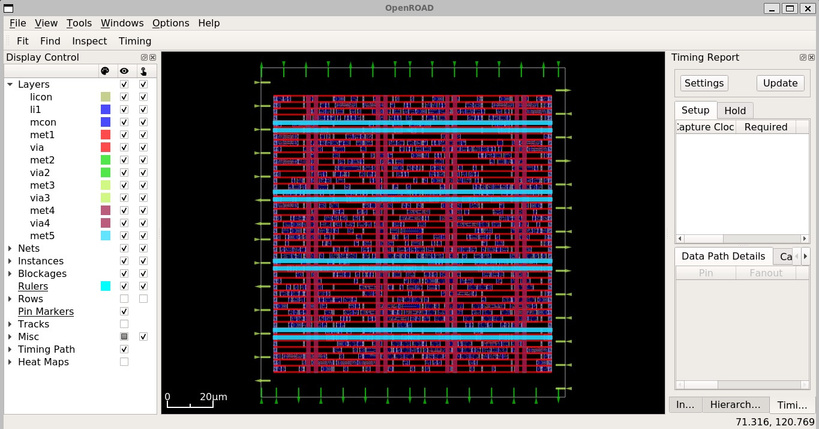 OpenROAD
File View Tools Windows Options Help
Fit Find Inspect Timing
Display Control
Layers
licon
li1
mcon
met1
via
met2
via2
met3
via3
met4
via4
met5
Nets
Instances
Blockages
Rulers
Rows
Pin Markers
Tracks
Misc
Timing Path
Heat Maps
0 20μm
Timing Report
Settings Update
Setup Hold
Capture Cloc Required
Data Path Details Ca
Pin Fanout
In... Hierarch... Timi...
71.316, 120.769